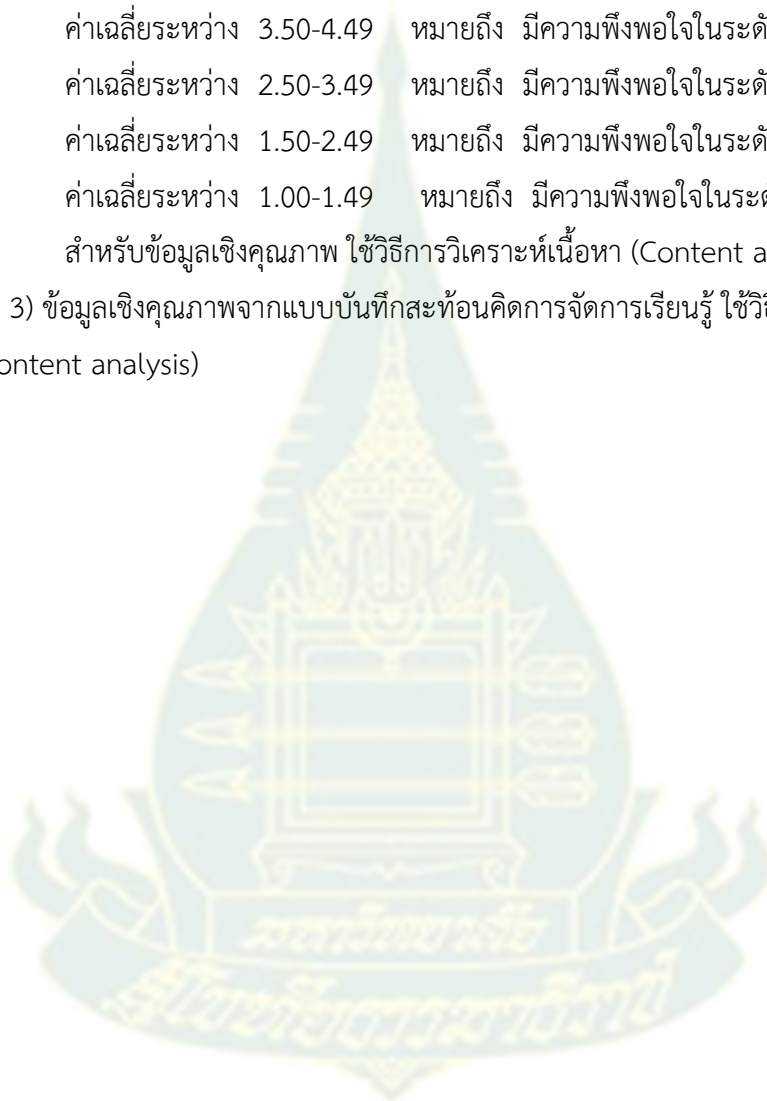 ค่าเฉลี่ยระหว่าง 3.50-4.49 หมายถึง มีความพึงพอใจในระดั
ค่าเฉลี่ยระหว่าง 2.50-3.49 หมายถึง มีความพึงพอใจในระดั
ค่าเฉลี่ยระหว่าง 1.50-2.49 หมายถึง มีความพึงพอใจในระดั
ค่าเฉลี่ยระหว่าง 1.00-1.49 หมายถึง มีความพึงพอใจในระดั
สำหรับข้อมูลเชิงคุณภาพ ใช้วิธีการวิเคราะห์เนื้อหา (Content a
3) ข้อมูลเชิงคุณภาพจากแบบบันทึกสะท้อนคิดการจัดการเรียนรู้ ใช้วิธี
ontent analysis)